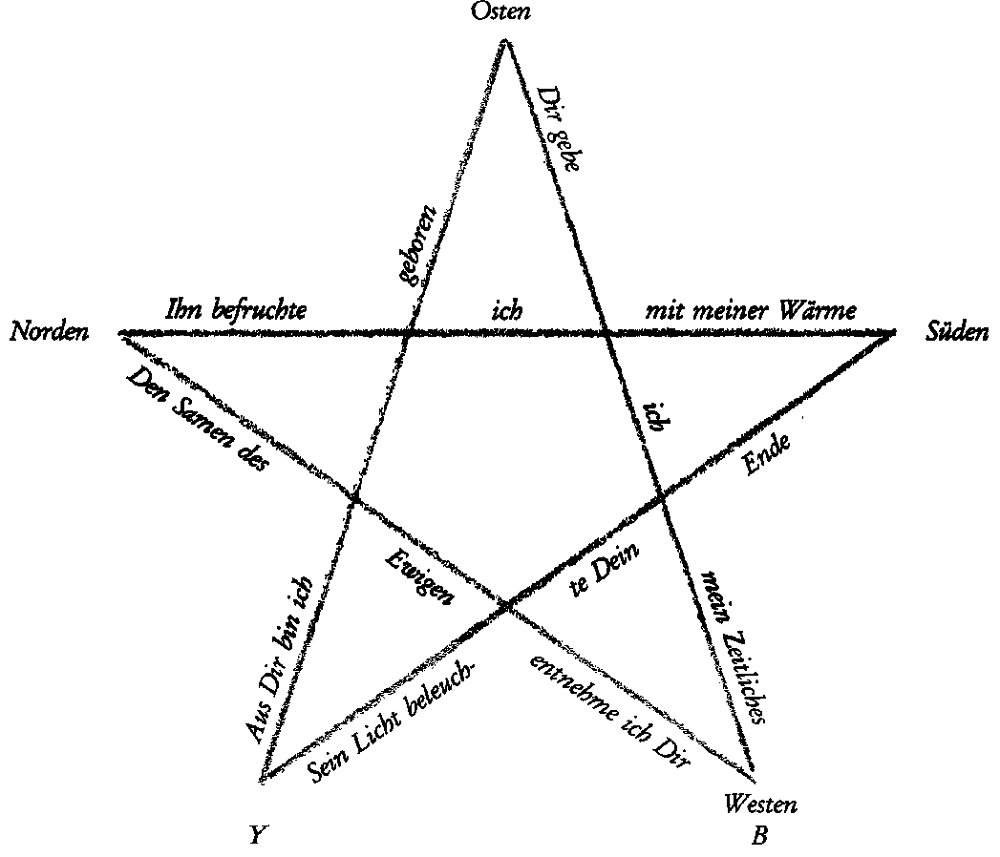 Osten
Dir gebe
geboren
Norden
Ihn befruchte
ich
mit meiner Wärme
Süden
Den Samen des
ich
Ende
Ewigen
te Dein
Aus Dir bin ich
mein Zeitliches
Sein Licht beleuch-
entnehme ich Dir
Westen
Y
B